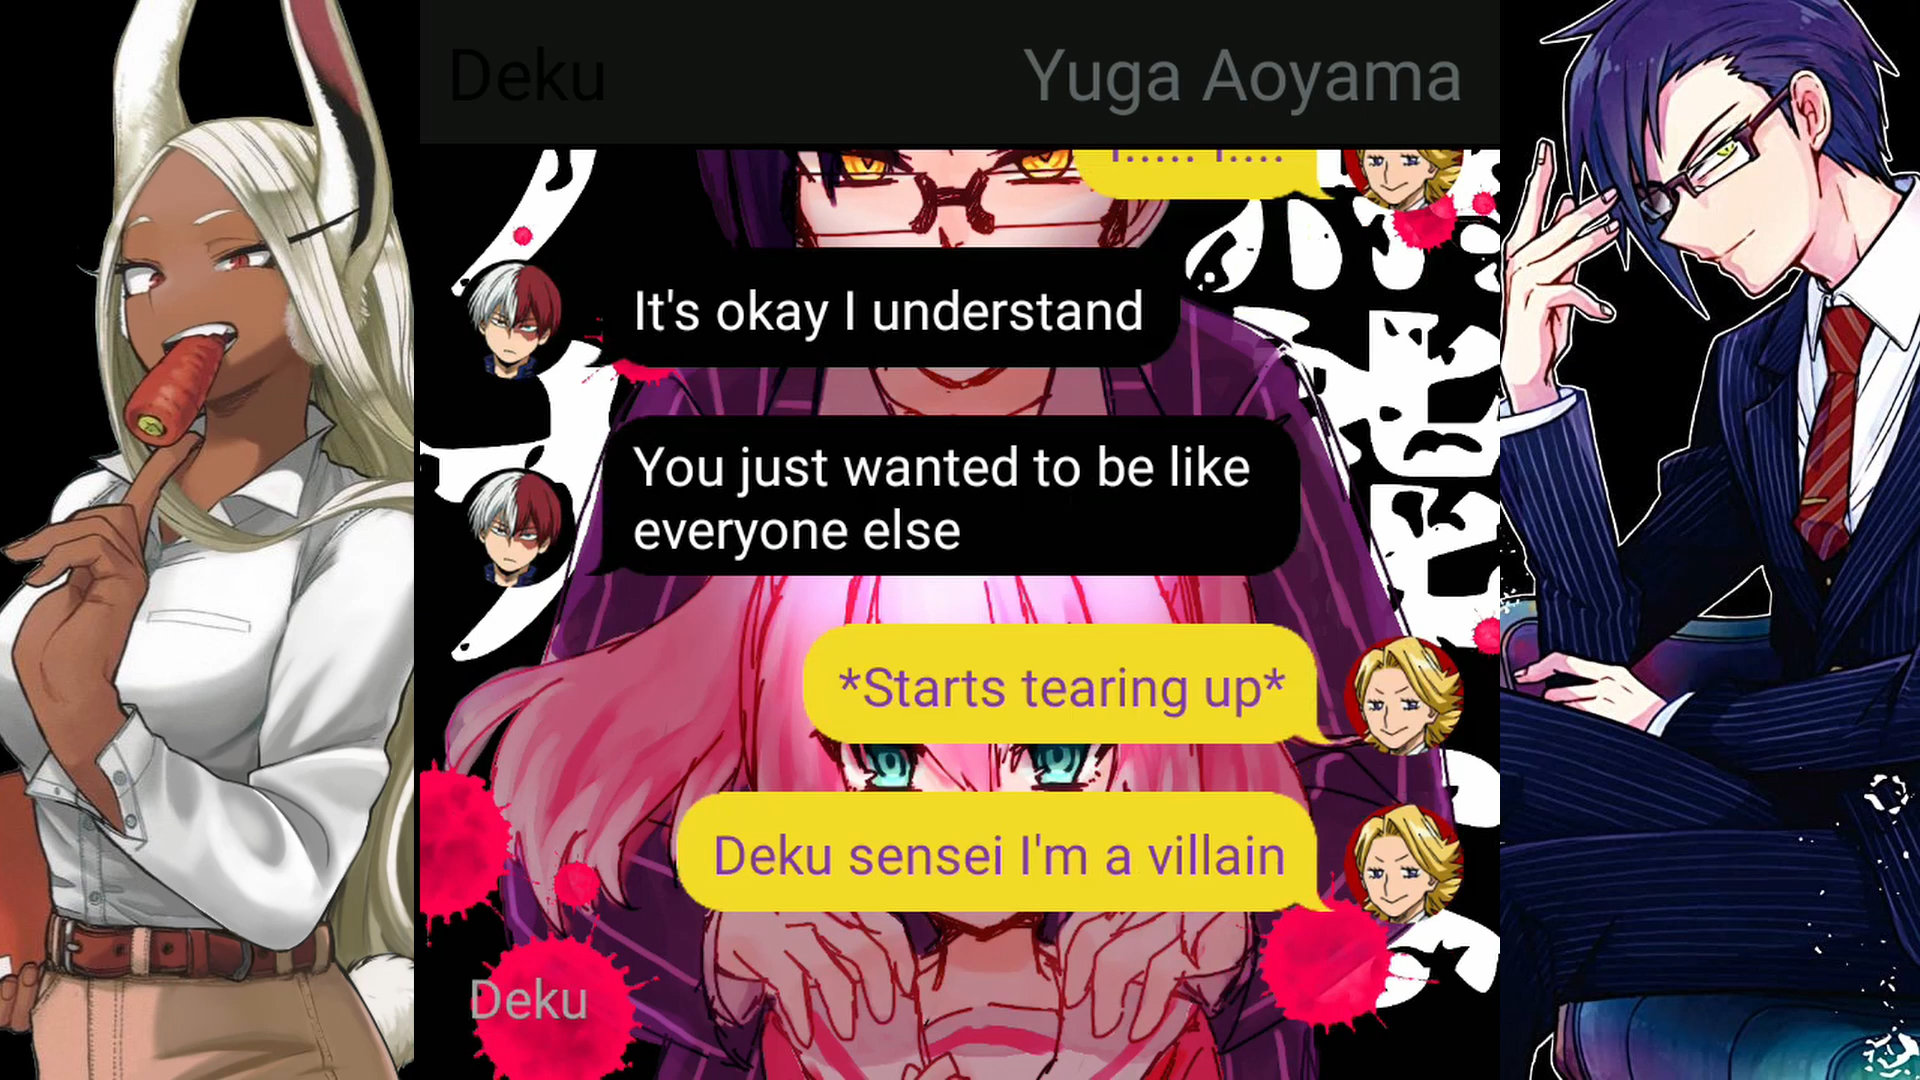 Deku
Yuga Aoyama
It's okay I understand
You just wanted to be like
everyone else
*Starts tearing up*
Deku sensei I'm a villain
Deku